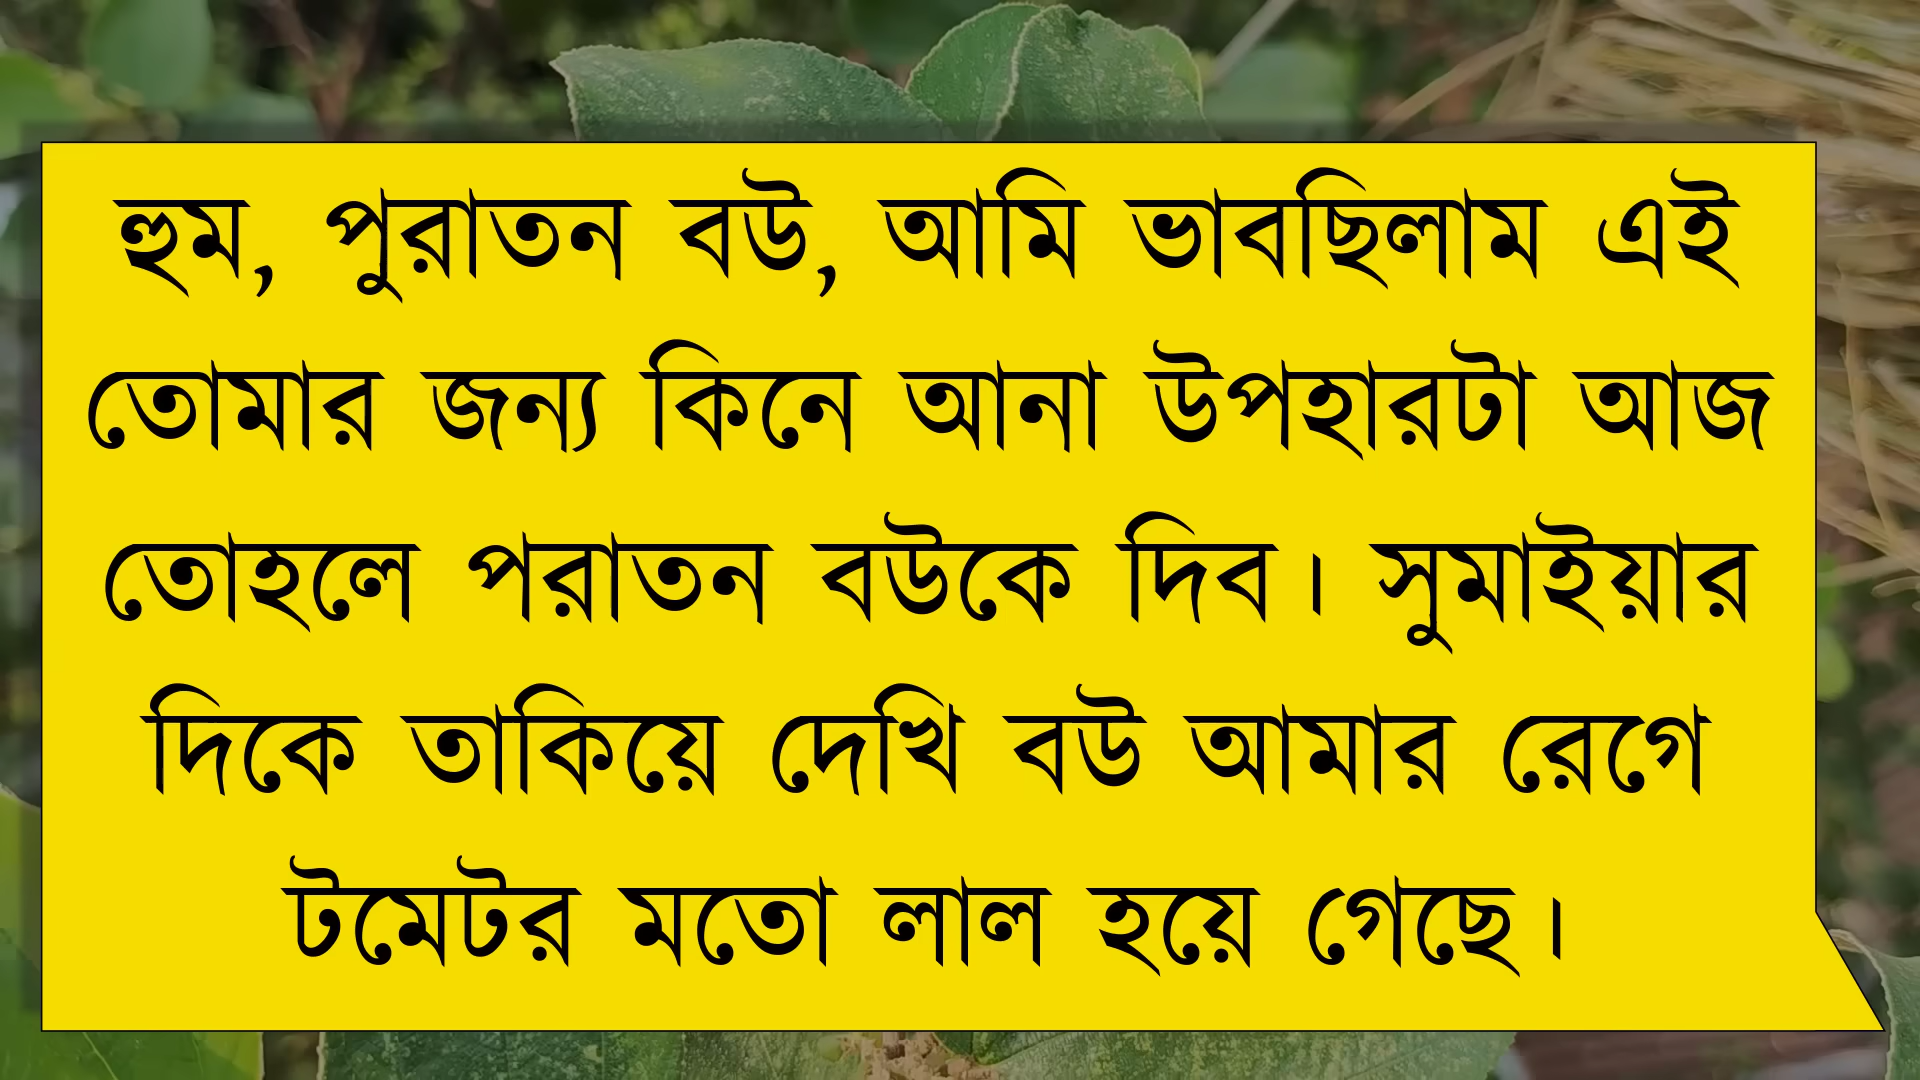 হুম, পুরাতন বউ, আমি ভাবছিলাম এই
তোমার জন্য কিনে আনা উপহারটা আজ
তোহলে পরাতন বউকে দিব। সুমাইয়ার
দিকে তাকিয়ে দেখি বউ আমার রেগে
টমেটর মতো লাল হয়ে গেছে।